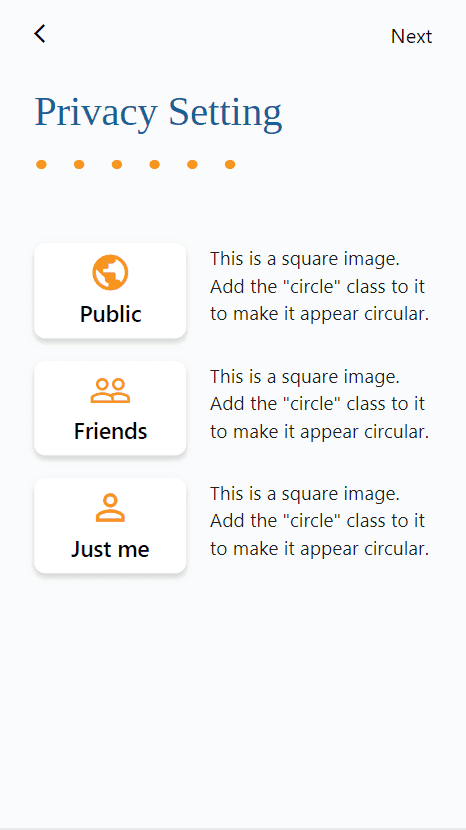 Next
Privacy Setting
Public
This is a square image.
Add the "circle" class to it
to make it appear circular.
Friends
This is a square image.
Add the "circle" class to it
to make it appear circular.
Just me
This is a square image.
Add the "circle" class to it
to make it appear circular.